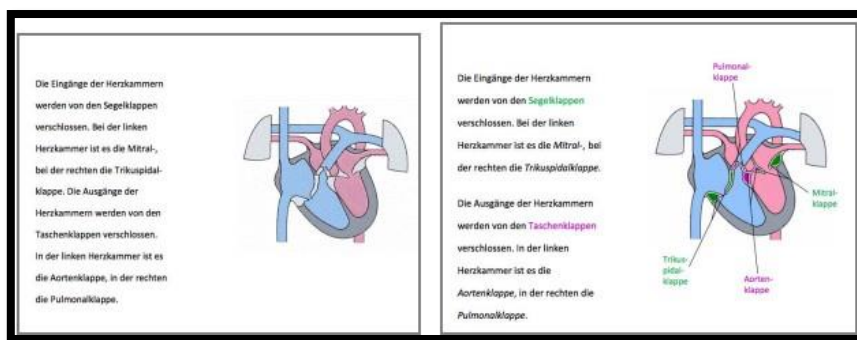 Die Eingänge der Herzkammern
werden von den Segelklappen
verschlossen. Bei der linken
Herzkammer ist es die Mitral-,
bei der rechten die Trikuspidal-
klappe. Die Ausgänge der
Herzkammern werden von den
Taschenklappen verschlossen.
In der linken Herzkammer ist es
die Aortenklappe, in der rechten
die Pulmonalklappe.
Die Eingänge der Herzkammern
werden von den Segelklappen
verschlossen. Bei der linken
Herzkammer ist es die Mitral-, bei
der rechten die Trikuspidalklappe.
Die Ausgänge der Herzkammern
werden von den Taschenklappen
verschlossen. In der linken
Herzkammer ist es die
Aortenklappe, in der rechten die
Pulmonalklappe.
Pulmonal-
klappe
Mitral-
klappe
Trikus-
pidal-
klappe
Aorten-
klappe